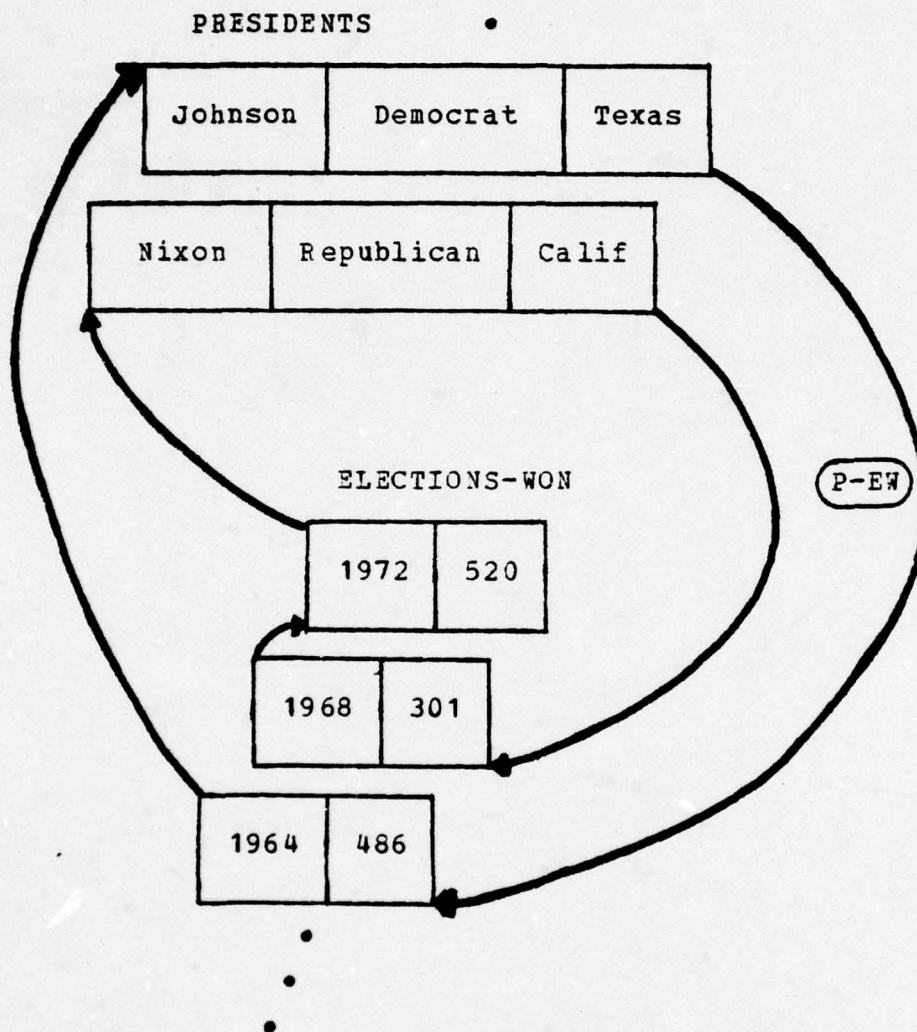 PRESIDENTS
Johnson Democrat Texas
Nixon Republican Calif
ELECTIONS-WON
P-EW
1972 520
1968 301
1964 486